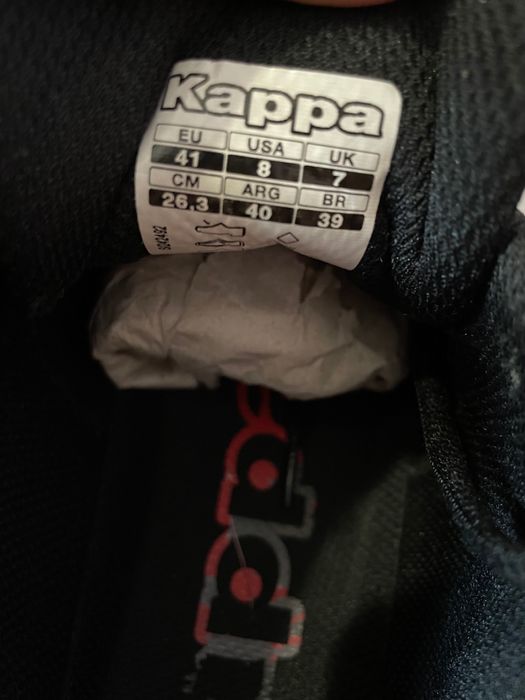 Kappa
EU USA UK
41 8 7
CM ARG BR
26.3 40 39